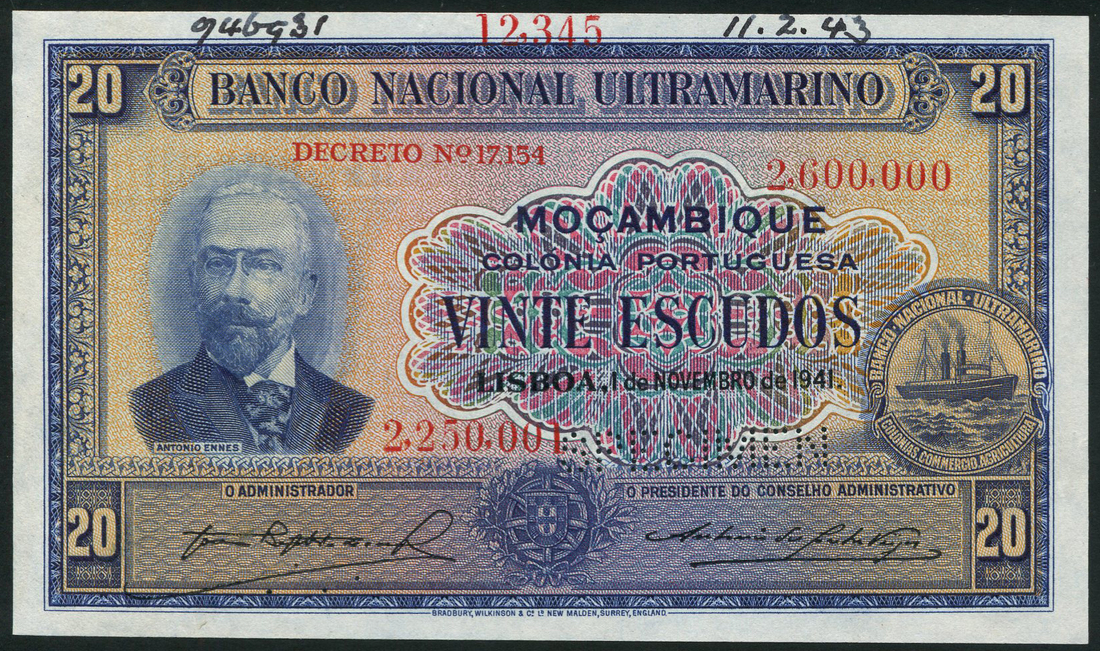 94bg31 12,345 11.2.43
20 BANCO NACIONAL ULTRAMARINO 20
DECRETO Nº 17,154
2,600,000
MOÇAMBIQUE
COLÓNIA PORTUGUESA
VINTE ESCUDOS
LISBOA, 1 de NOVEMBRO de 1941.
BANCO·NACIONAL·ULTRAMARINO
COLONIAS, COMMERCIO, AGRICULTURA
ANTONIO ENNES
2,250,001
SPECIMEN
O ADMINISTRADOR
O PRESIDENTE DO CONSELHO ADMINISTRATIVO
20 20
BRADBURY, WILKINSON & Cº Lᴰ NEW MALDEN, SURREY, ENGLAND.